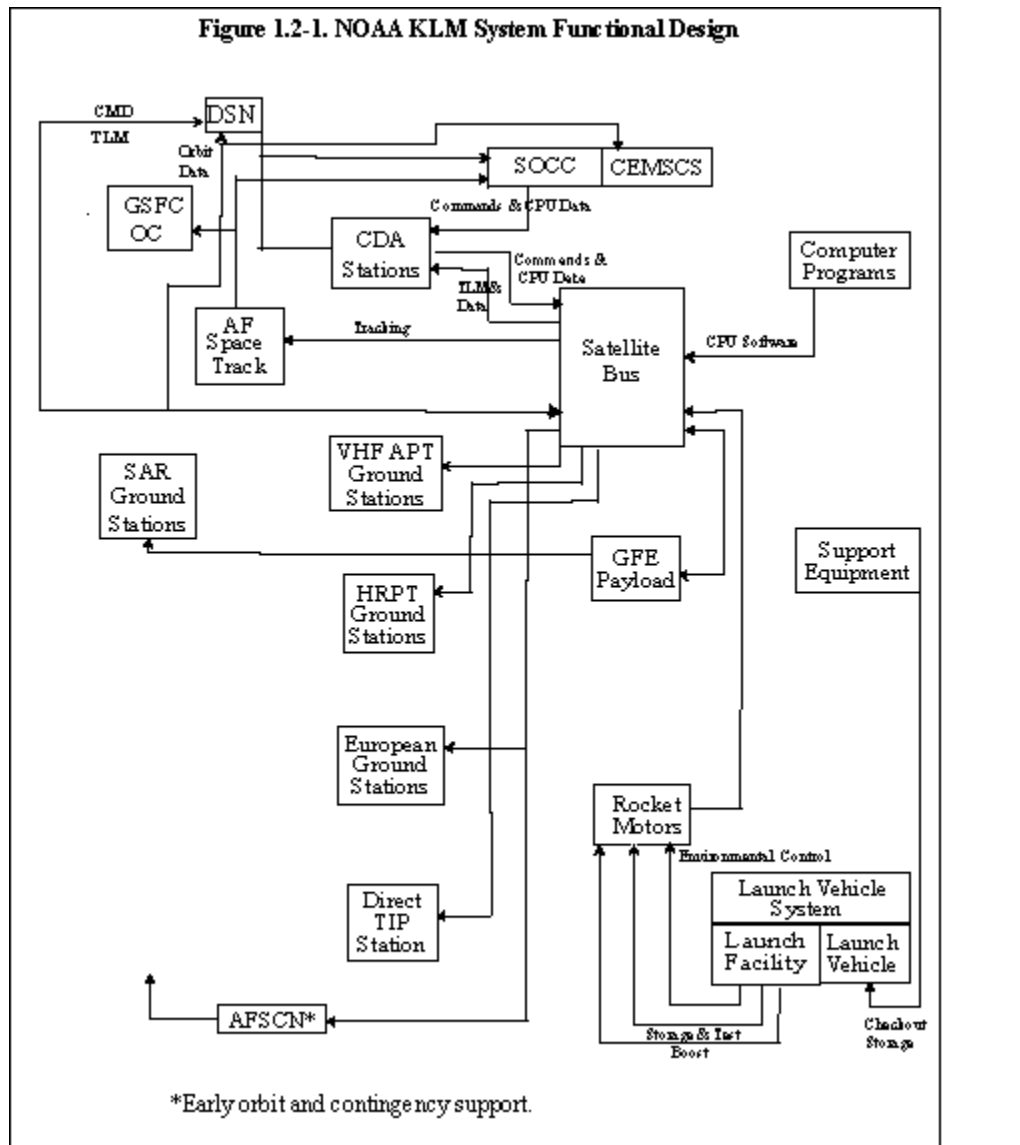 Figure 1.2-1. NOAA KLM System Functional Design
CMD
TLM
DSN
Orbit
Data
SOCC
CEMSCS
GSFC
OC
Commands & CPU Data
CDA
Stations
Commands &
CPU Data
TLM &
Data
Computer
Programs
AF
Space
Track
Tracking
Satellite
Bus
CPU Software
VHF APT
Ground
Stations
SAR
Ground
Stations
GFE
Payload
Support
Equipment
HRPT
Ground
Stations
European
Ground
Stations
Rocket
Motors
Environmental Control
Launch Vehicle
System
Launch
Facility
Launch
Vehicle
Direct
TIP
Station
AFSCN*
Storage & Test
Boost
Checkout
Storage
*Early orbit and contingency support.